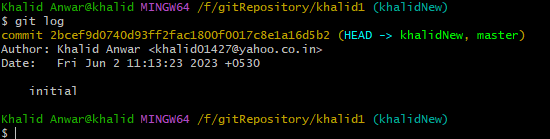 Khalid Anwar@khalid MINGW64 /f/gitRepository/khalid1 (khalidNew)
$ git log
commit 2bcef9d0740d93ff2fac1800f0017c8e1a16d5b2 (HEAD -> khalidNew, master)
Author: Khalid Anwar <khalid01427@yahoo.co.in>
Date:   Fri Jun 2 11:13:23 2023 +0530
    initial
Khalid Anwar@khalid MINGW64 /f/gitRepository/khalid1 (khalidNew)
$